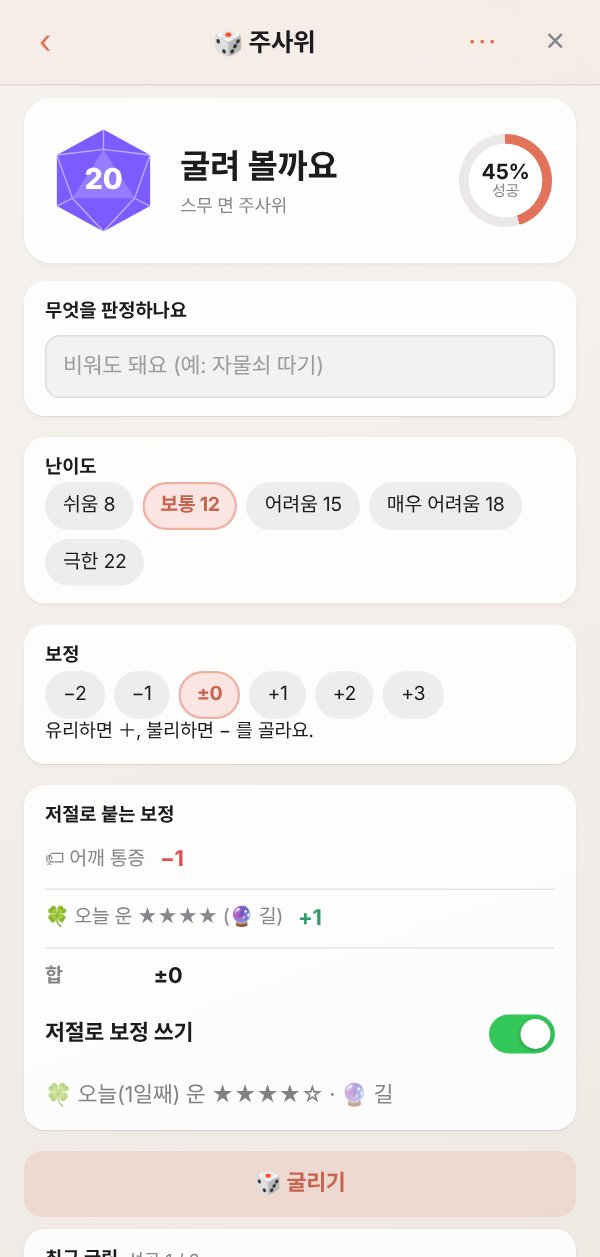 주사위
20
굴려 볼까요
스무 면 주사위
45%
성공
무엇을 판정하나요
비워도 돼요 (예: 자물쇠 따기)
난이도
쉬움 8
보통 12
어려움 15
매우 어려움 18
극한 22
보정
−2
−1
±0
+1
+2
+3
유리하면 ＋, 불리하면 − 를 골라요.
저절로 붙는 보정
어깨 통증 −1
🍀 오늘 운 ★★★★ (🔮 길) +1
합 ±0
저절로 보정 쓰기
🍀 오늘(1일째) 운 ★★★★☆ · 🔮 길
🎲 굴리기